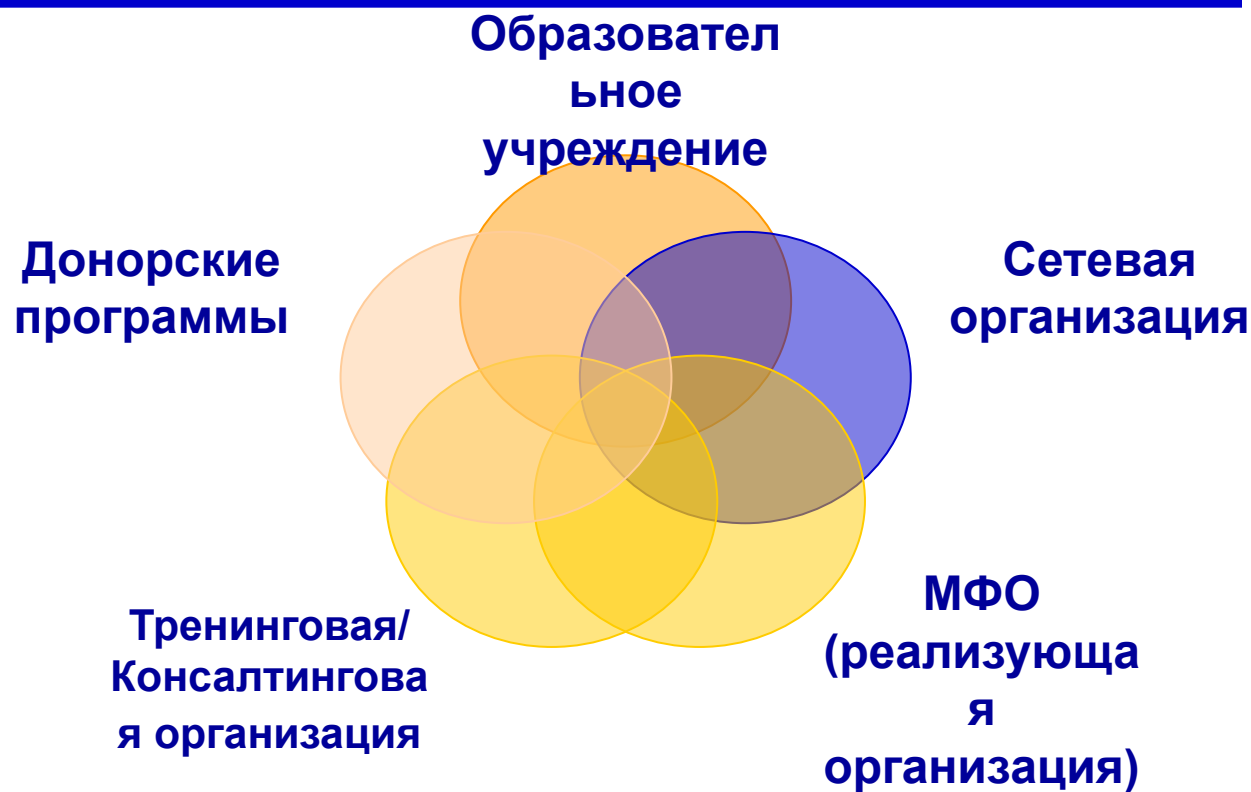 Образовател
ьное
учреждение
Донорские
программы
Сетевая
организация
Тренинговая/
Консалтингова
я организация
МФО
(реализующа
я
организация)